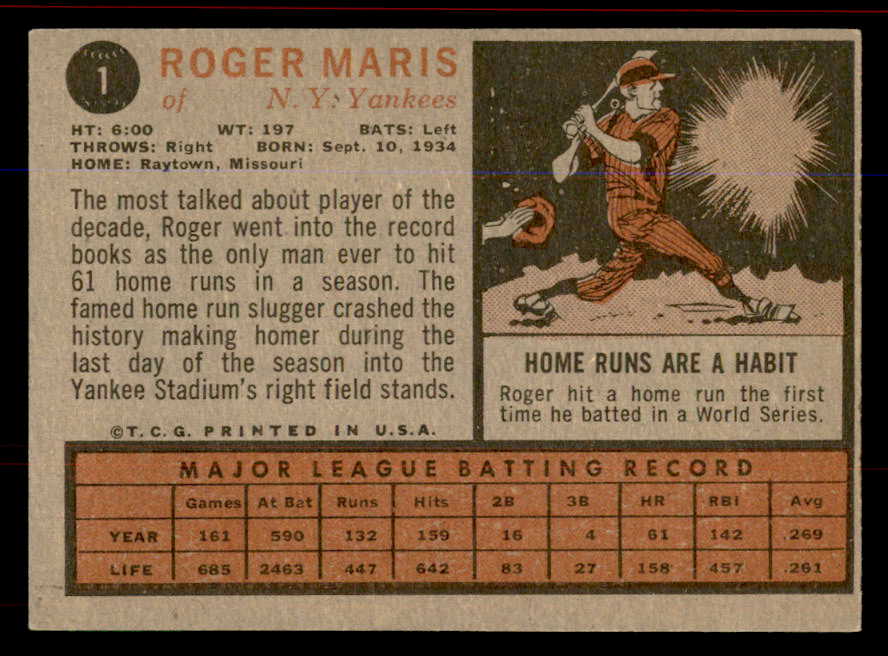 1
ROGER MARIS
of N. Y. Yankees
HT: 6:00 WT: 197 BATS: Left
THROWS: Right BORN: Sept. 10, 1934
HOME: Raytown, Missouri
The most talked about player of the
decade, Roger went into the record
books as the only man ever to hit
61 home runs in a season. The
famed home run slugger crashed the
history making homer during the
last day of the season into the
Yankee Stadium's right field stands.
©T. C. G. PRINTED IN U.S.A.
HOME RUNS ARE A HABIT
Roger hit a home run the first
time he batted in a World Series.
MAJOR LEAGUE BATTING RECORD
Games At Bat Runs Hits 2B 3B HR RBI Avg
YEAR 161 590 132 159 16 4 61 142 .269
LIFE 685 2463 447 642 83 27 158 457 .261